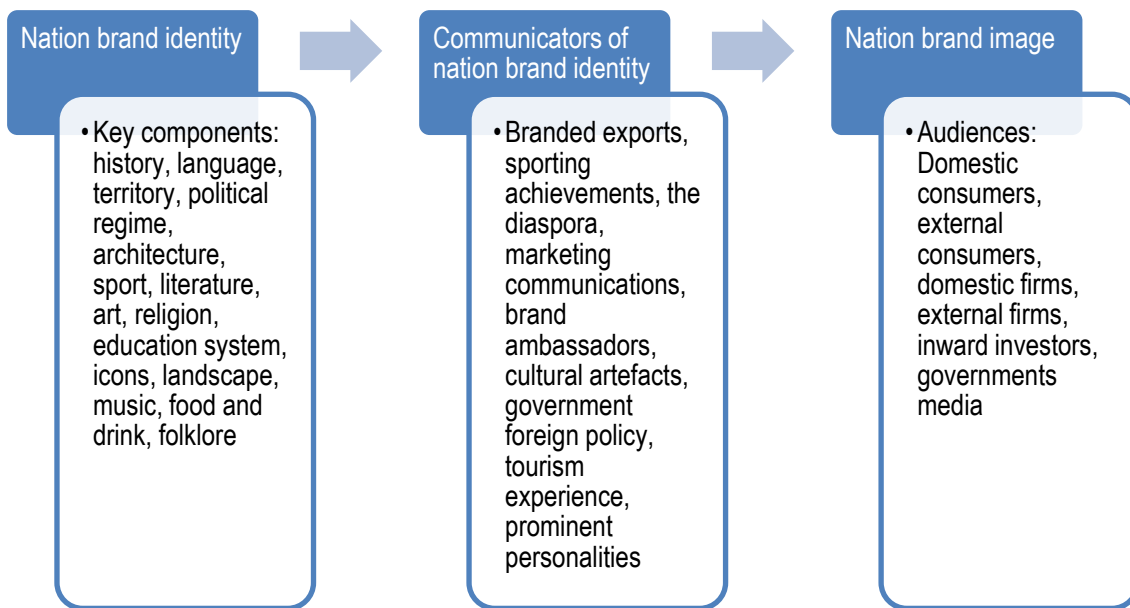 Nation brand identity
• Key components:
history, language,
territory, political
regime,
architecture,
sport, literature,
art, religion,
education system,
icons, landscape,
music, food and
drink, folklore
Communicators of
nation brand identity
• Branded exports,
sporting
achievements, the
diaspora,
marketing
communications,
brand
ambassadors,
cultural artefacts,
government
foreign policy,
tourism
experience,
prominent
personalities
Nation brand image
• Audiences:
Domestic
consumers,
external
consumers,
domestic firms,
external firms,
inward investors,
governments
media